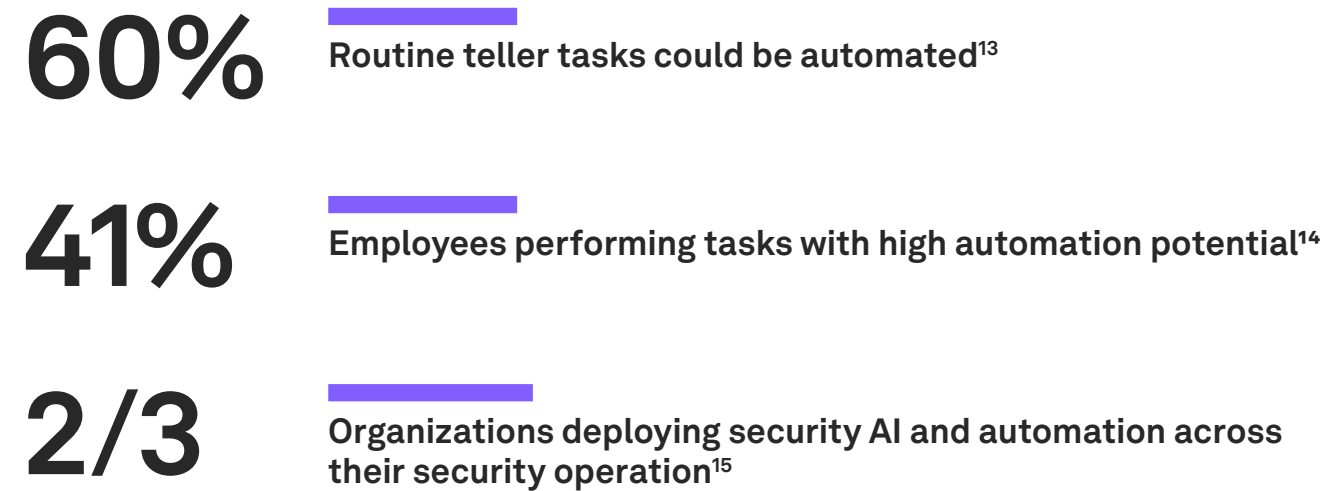 60%
Routine teller tasks could be automated¹³
41%
Employees performing tasks with high automation potential¹⁴
2/3
Organizations deploying security AI and automation across
their security operation¹⁵